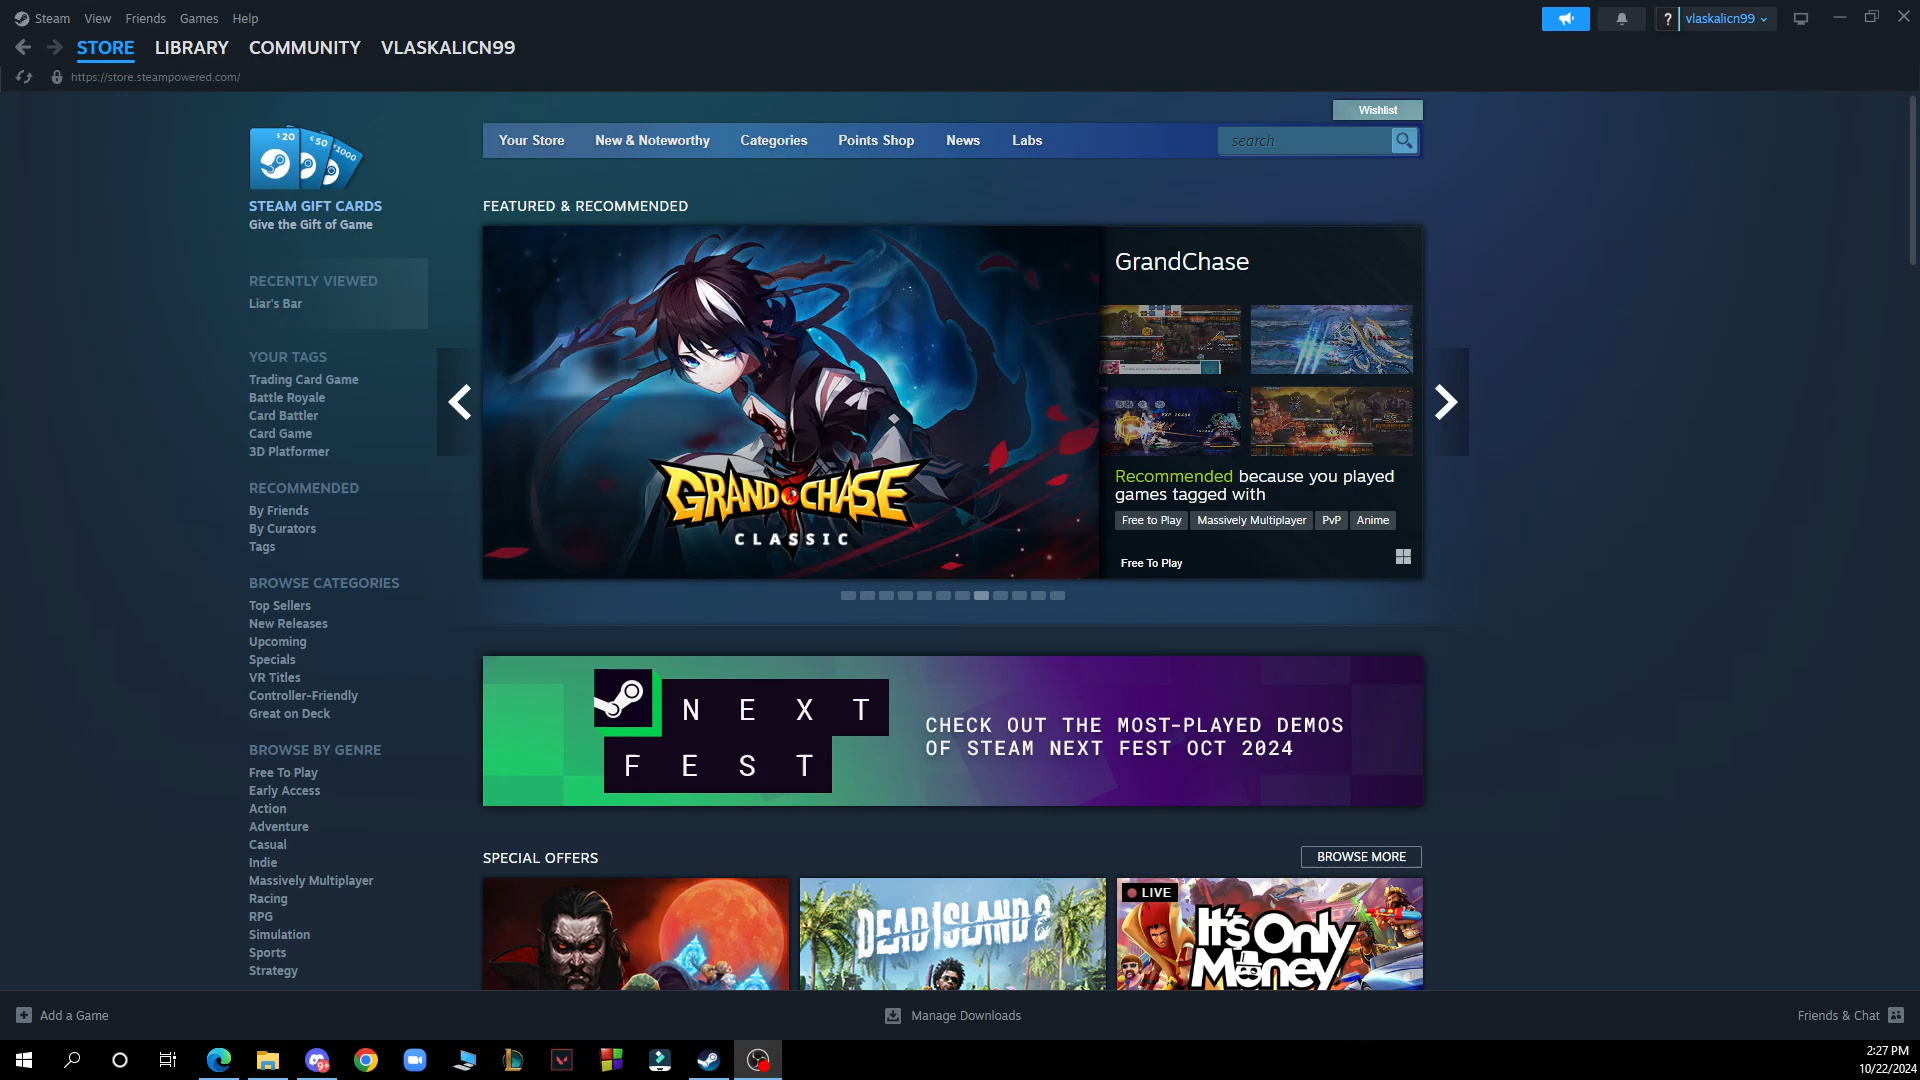 Steam View Friends Games Help
? vlaskalicn99
STORE LIBRARY COMMUNITY VLASKALICN99
https://store.steampowered.com/
Wishlist
Your Store New & Noteworthy Categories Points Shop News Labs search
$20 €50 ¥1000
STEAM GIFT CARDS
Give the Gift of Game
RECENTLY VIEWED
Liar's Bar
YOUR TAGS
Trading Card Game
Battle Royale
Card Battler
Card Game
3D Platformer
RECOMMENDED
By Friends
By Curators
Tags
BROWSE CATEGORIES
Top Sellers
New Releases
Upcoming
Specials
VR Titles
Controller-Friendly
Great on Deck
BROWSE BY GENRE
Free To Play
Early Access
Action
Adventure
Casual
Indie
Massively Multiplayer
Racing
RPG
Simulation
Sports
Strategy
FEATURED & RECOMMENDED
GRAND CHASE
CLASSIC
GrandChase
Recommended because you played
games tagged with
Free to Play Massively Multiplayer PvP Anime
Free To Play
NEXT
FEST
CHECK OUT THE MOST-PLAYED DEMOS
OF STEAM NEXT FEST OCT 2024
SPECIAL OFFERS
BROWSE MORE
DEAD ISLAND 2
LIVE
It's Only
Money
Add a Game
Manage Downloads
Friends & Chat
9+
2:27 PM
10/22/2024